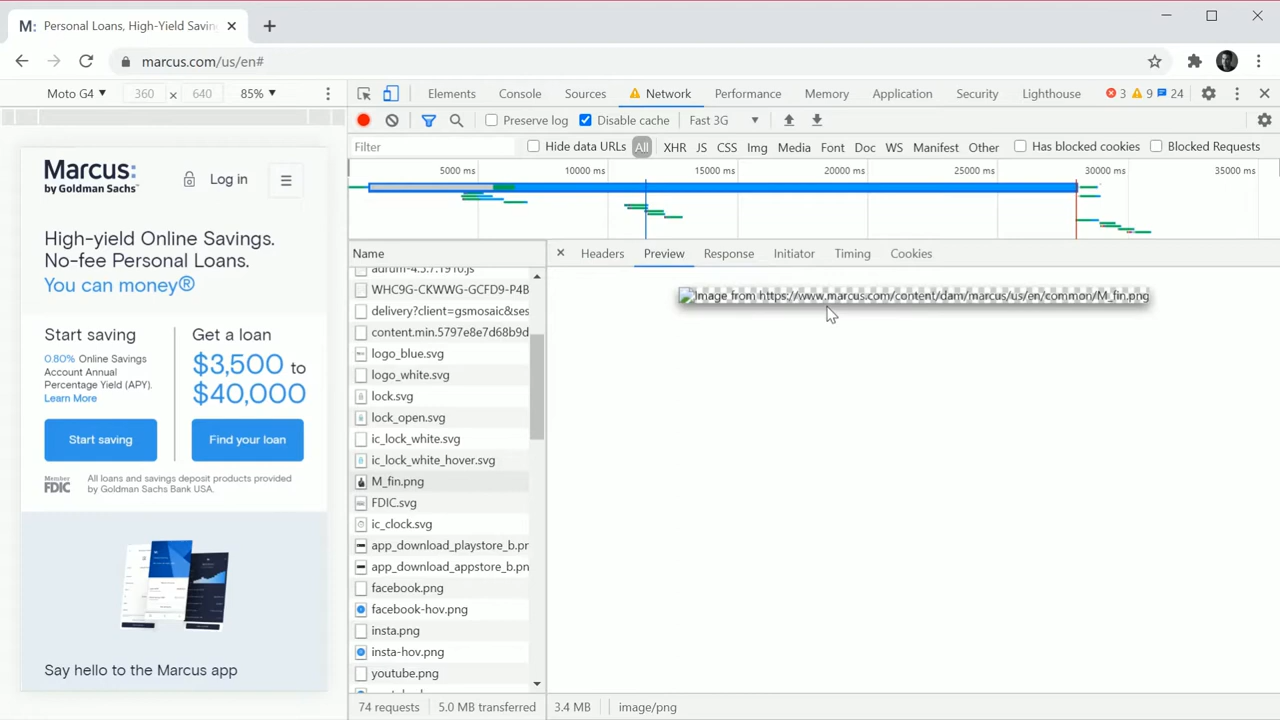 M: Personal Loans, High-Yield Savin
marcus.com/us/en#
Moto G4 360 x 640 85%
Elements Console Sources Network Performance Memory Application Security Lighthouse 3 9 24
Preserve log Disable cache Fast 3G
Filter Hide data URLs All XHR JS CSS Img Media Font Doc WS Manifest Other Has blocked cookies Blocked Requests
5000 ms 10000 ms 15000 ms 20000 ms 25000 ms 30000 ms 35000 ms
Marcus:
by Goldman Sachs™
Log in
High-yield Online Savings.
No-fee Personal Loans.
You can money®
Start saving
0.80% Online Savings
Account Annual
Percentage Yield (APY).
Learn More
Start saving
Get a loan
$3,500 to
$40,000
Find your loan
Member
FDIC
All loans and savings deposit products provided
by Goldman Sachs Bank USA.
Say hello to the Marcus app
Name
WHC9G-CKWWG-GCFD9-P4B
delivery?client=gsmosaic&ses
content.min.5797e8e7d68b9d
logo_blue.svg
logo_white.svg
lock.svg
lock_open.svg
ic_lock_white.svg
ic_lock_white_hover.svg
M_fin.png
FDIC.svg
ic_clock.svg
app_download_playstore_b.pr
app_download_appstore_b.pn
facebook.png
facebook-hov.png
insta.png
insta-hov.png
youtube.png
Headers Preview Response Initiator Timing Cookies
Image from https://www.marcus.com/content/dam/marcus/us/en/common/M_fin.png
74 requests 5.0 MB transferred 3.4 MB image/png